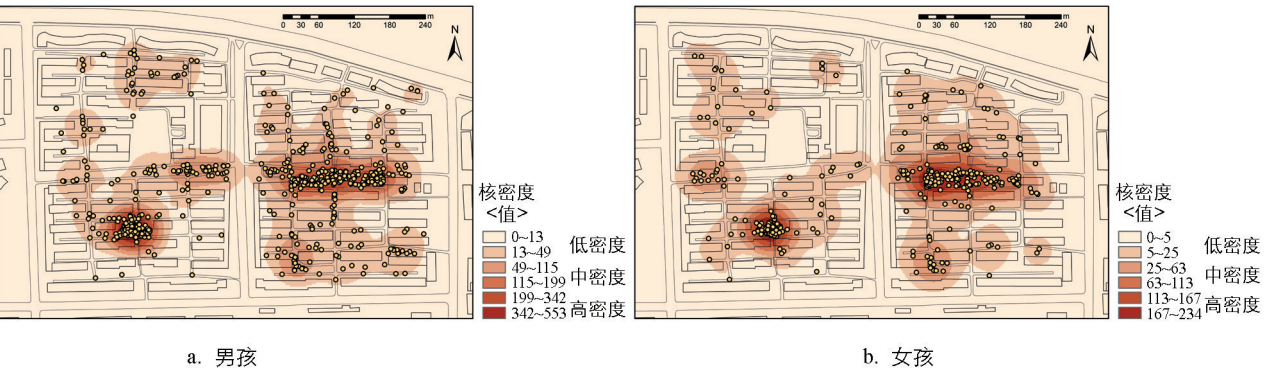 0 30 60 120 180 240 m
N
核密度
<值>
0~13
13~49
49~115
115~199
199~342
342~553
低密度
中密度
高密度
a. 男孩
0 30 60 120 180 240 m
N
核密度
<值>
0~5
5~25
25~63
63~113
113~167
167~234
低密度
中密度
高密度
b. 女孩